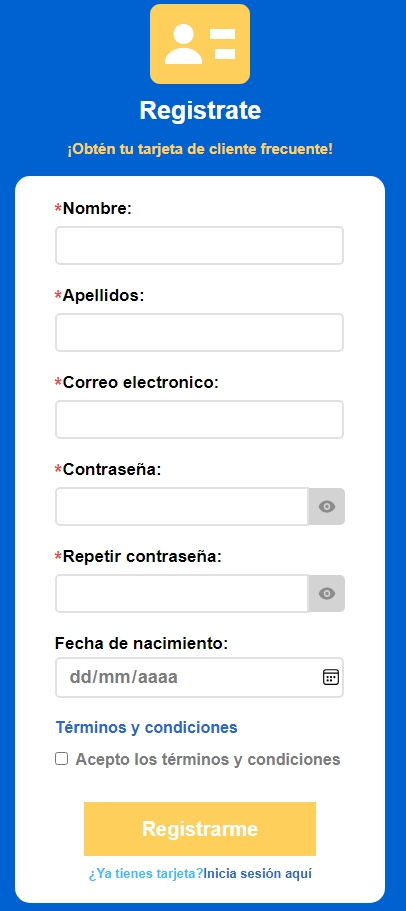 Registrate
¡Obtén tu tarjeta de cliente frecuente!
*Nombre:
*Apellidos:
*Correo electronico:
*Contraseña:
*Repetir contraseña:
Fecha de nacimiento:
dd/mm/aaaa
Términos y condiciones
Acepto los términos y condiciones
Registrarme
¿Ya tienes tarjeta?Inicia sesión aquí